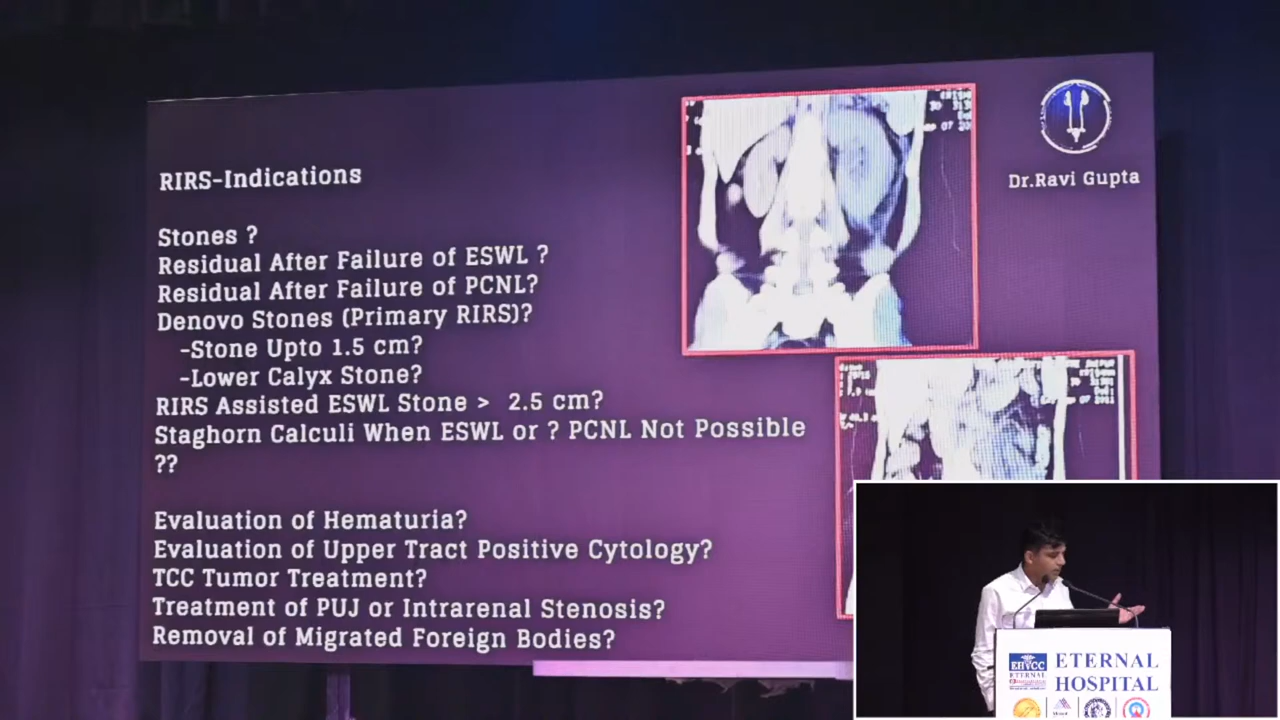 RIRS-Indications
Stones ?
Residual After Failure of ESWL ?
Residual After Failure of PCNL?
Denovo Stones (Primary RIRS)?
-Stone Upto 1.5 cm?
-Lower Calyx Stone?
RIRS Assisted ESWL Stone > 2.5 cm?
Staghorn Calculi When ESWL or ? PCNL Not Possible
??
Evaluation of Hematuria?
Evaluation of Upper Tract Positive Cytology?
TCC Tumor Treatment?
Treatment of PUJ or Intrarenal Stenosis?
Removal of Migrated Foreign Bodies?
Dr.Ravi Gupta
EHVCC
ETERNAL
ETERNAL
HOSPITAL